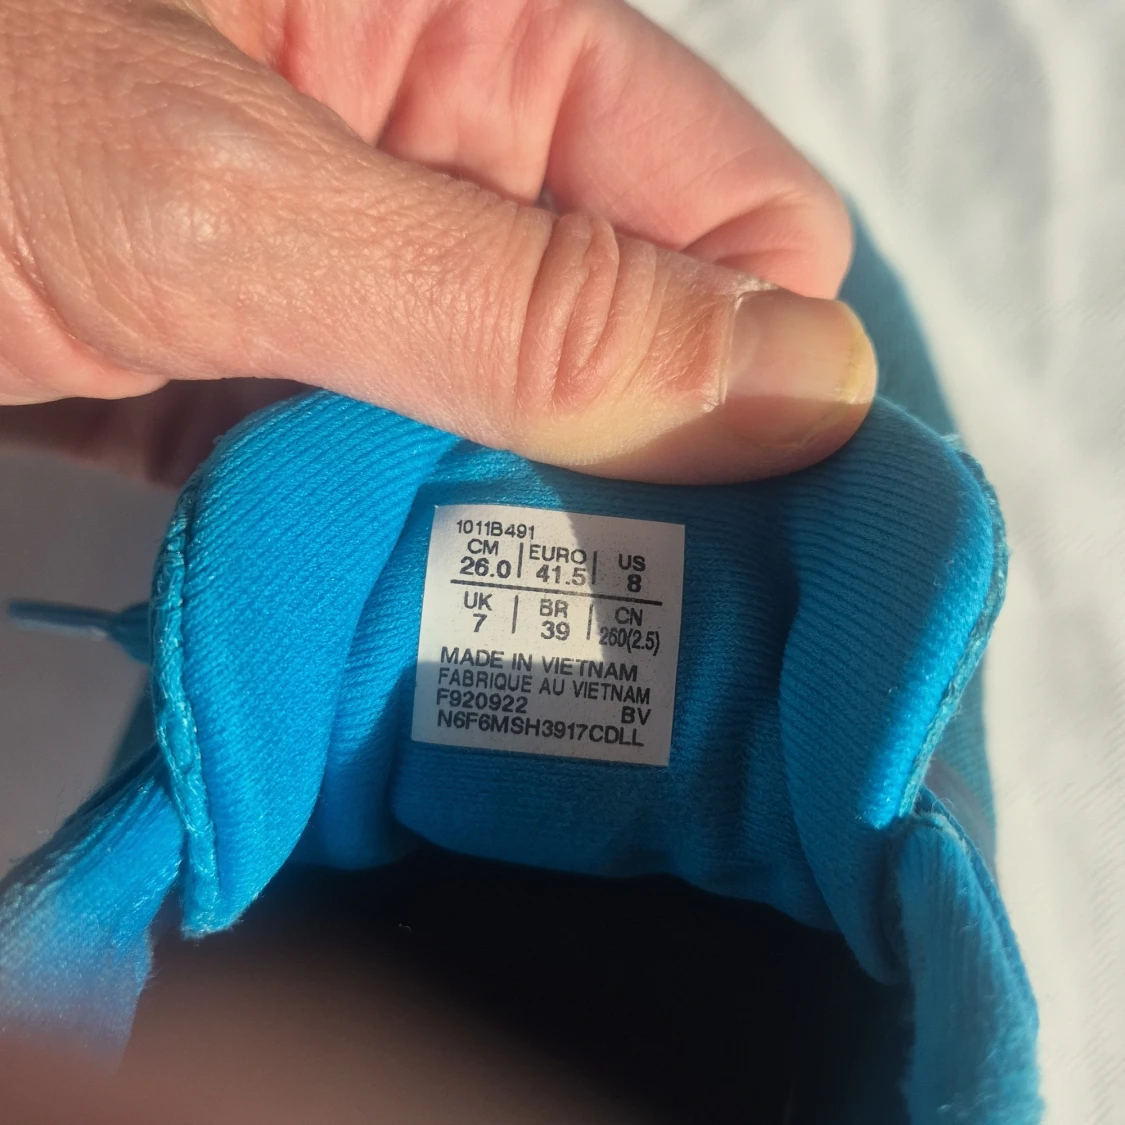 1011B491
CM | EURO | US
26.0 | 41.5 | 8
UK | BR | CN
7 | 39 | 260(2.5)
MADE IN VIETNAM
FABRIQUE AU VIETNAM
F920922 BV
N6F6MSH3917CDLL